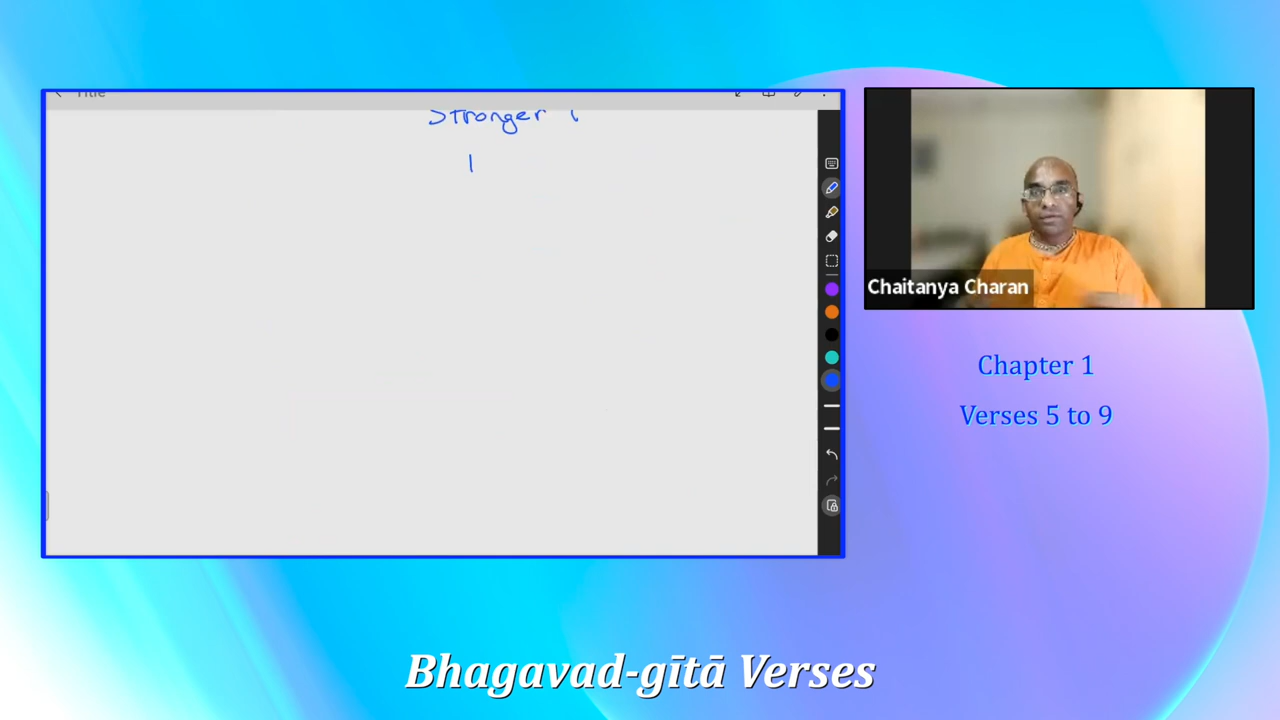 Title
Stronger
Chaitanya Charan
Chapter 1
Verses 5 to 9
Bhagavad-gītā Verses